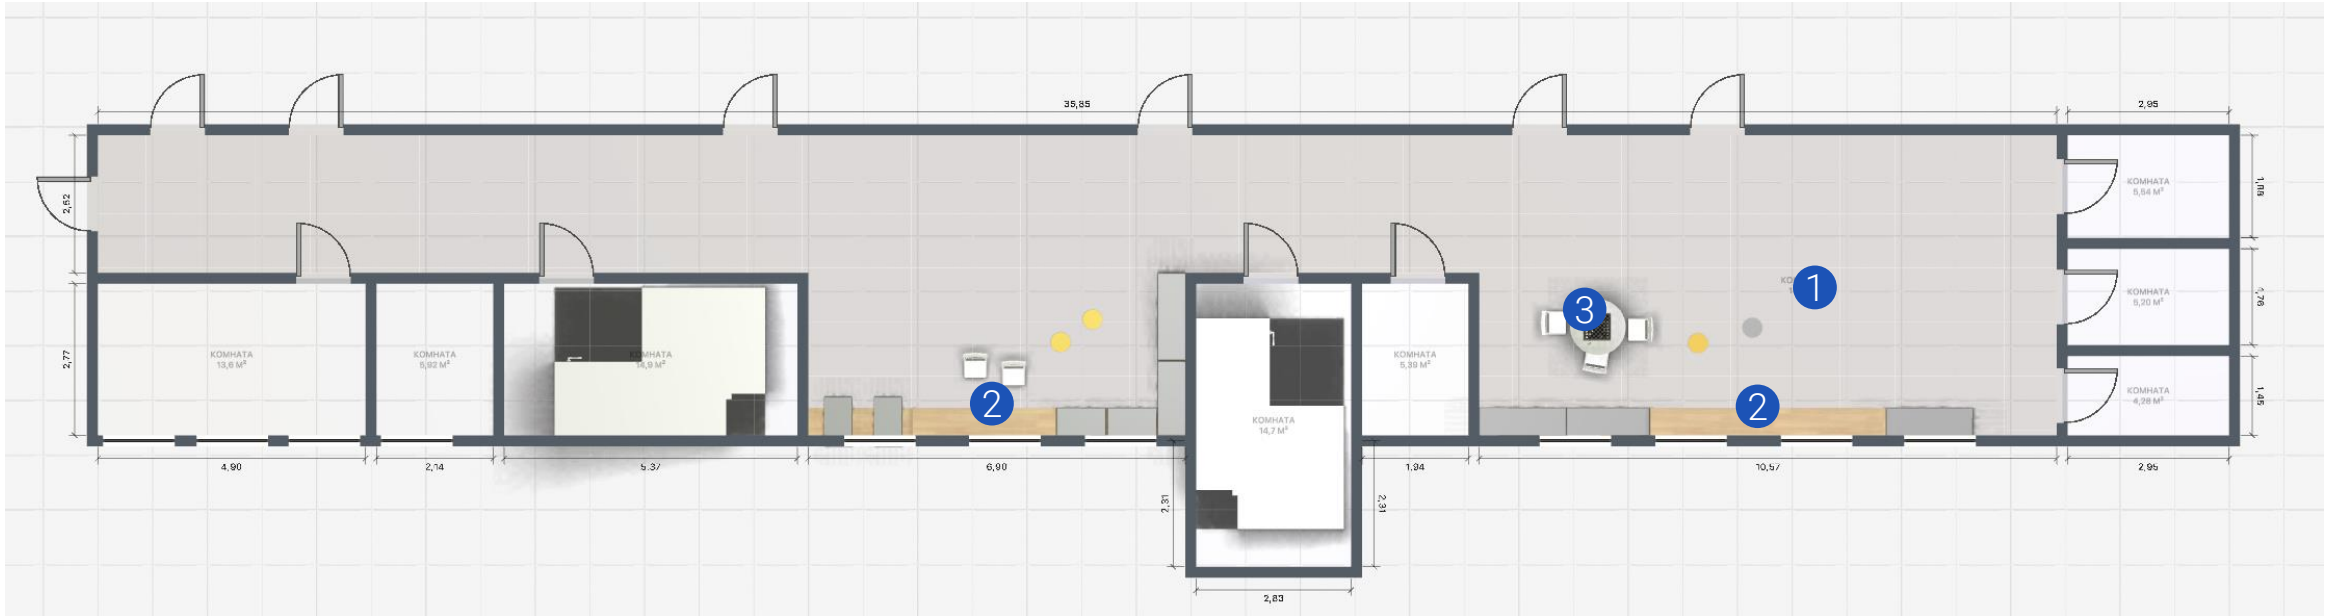 35,85
2,95
2,62
КОМНАТА
5,54 М²
1,88
1
КОМНАТА
5,20 М²
1,76
3
2,77
КОМНАТА
13,6 М²
КОМНАТА
5,92 М²
КОМНАТА
14,9 М²
КОМНАТА
5,39 М²
2
2
КОМНАТА
4,28 М²
1,45
КОМНАТА
14,7 М²
4,90
2,14
5,37
6,90
1,94
10,57
2,95
2,31
2,31
2,83